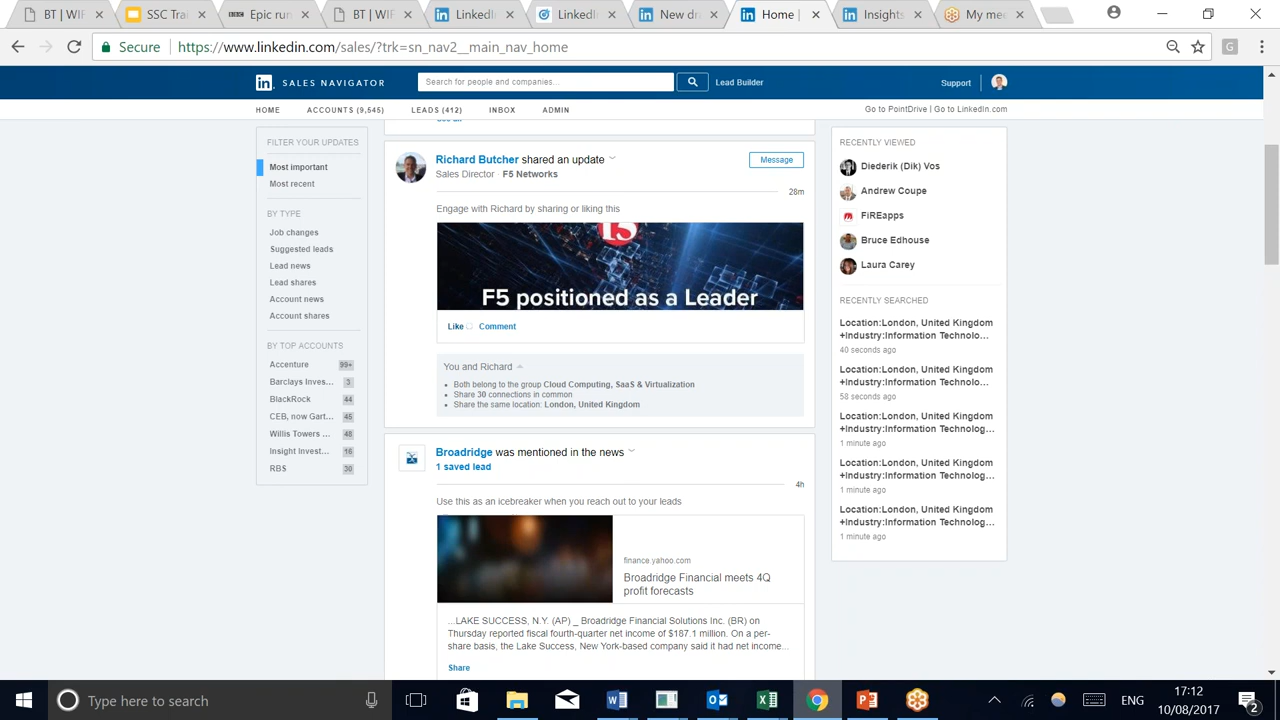 BT | WIF
SSC Tra
Epic run
BT | WIF
LinkedIn
LinkedIn
New dr
Home |
Insights
My me
Secure
https://www.linkedin.com/sales/?trk=sn_nav2__main_nav_home
in SALES NAVIGATOR
Search for people and companies...
Lead Builder
Support
HOME
ACCOUNTS (9,545)
LEADS (412)
INBOX
ADMIN
Go to PointDrive | Go to LinkedIn.com
FILTER YOUR UPDATES
Most important
Most recent
BY TYPE
Job changes
Suggested leads
Lead news
Lead shares
Account news
Account shares
BY TOP ACCOUNTS
Accenture 99+
Barclays Inves... 3
BlackRock 44
CEB, now Gart... 45
Willis Towers ... 48
Insight Invest... 16
RBS 30
See all
Richard Butcher shared an update
Message
Sales Director · F5 Networks
28m
Engage with Richard by sharing or liking this
F5 positioned as a Leader
Like
Comment
You and Richard
Both belong to the group Cloud Computing, SaaS & Virtualization
Share 30 connections in common
Share the same location: London, United Kingdom
Broadridge was mentioned in the news
1 saved lead
4h
Use this as an icebreaker when you reach out to your leads
finance.yahoo.com
Broadridge Financial meets 4Q
profit forecasts
...LAKE SUCCESS, N.Y. (AP) _ Broadridge Financial Solutions Inc. (BR) on
Thursday reported fiscal fourth-quarter net income of $187.1 million. On a per-
share basis, the Lake Success, New York-based company said it had net income...
Share
RECENTLY VIEWED
Diederik (Dik) Vos
Andrew Coupe
FiREapps
Bruce Edhouse
Laura Carey
RECENTLY SEARCHED
Location:London, United Kingdom
+Industry:Information Technolo...
40 seconds ago
Location:London, United Kingdom
+Industry:Information Technolo...
58 seconds ago
Location:London, United Kingdom
+Industry:Information Technolog...
1 minute ago
Location:London, United Kingdom
+Industry:Information Technolog...
1 minute ago
Location:London, United Kingdom
+Industry:Information Technolog...
1 minute ago
Type here to search
ENG
17:12
10/08/2017
2